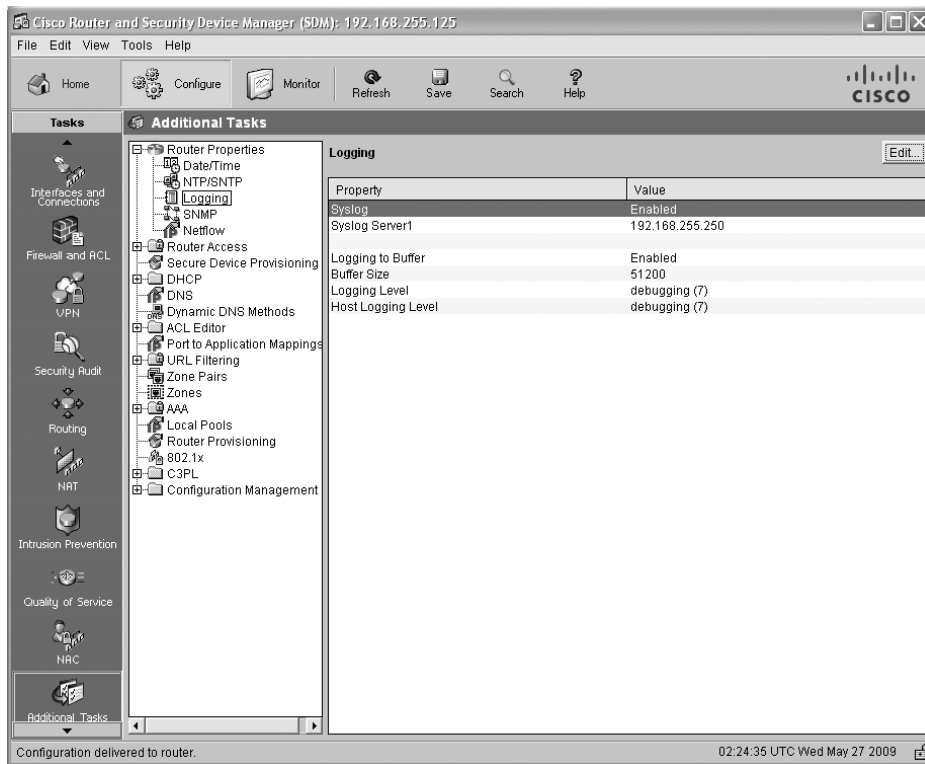 Cisco Router and Security Device Manager (SDM): 192.168.255.125
File Edit View Tools Help
Home Configure Monitor Refresh Save Search Help
CISCO
Tasks
Additional Tasks
Interfaces and Connections
Firewall and ACL
VPN
Security Audit
Routing
NAT
Intrusion Prevention
Quality of Service
NAC
Additional Tasks
Router Properties
Date/Time
NTP/SNTP
Logging
SNMP
Netflow
Router Access
Secure Device Provisioning
DHCP
DNS
Dynamic DNS Methods
ACL Editor
Port to Application Mappings
URL Filtering
Zone Pairs
Zones
AAA
Local Pools
Router Provisioning
802.1x
C3PL
Configuration Management
Logging
Edit...
Property Value
Syslog Enabled
Syslog Server1 192.168.255.250
Logging to Buffer Enabled
Buffer Size 51200
Logging Level debugging (7)
Host Logging Level debugging (7)
Configuration delivered to router.
02:24:35 UTC Wed May 27 2009